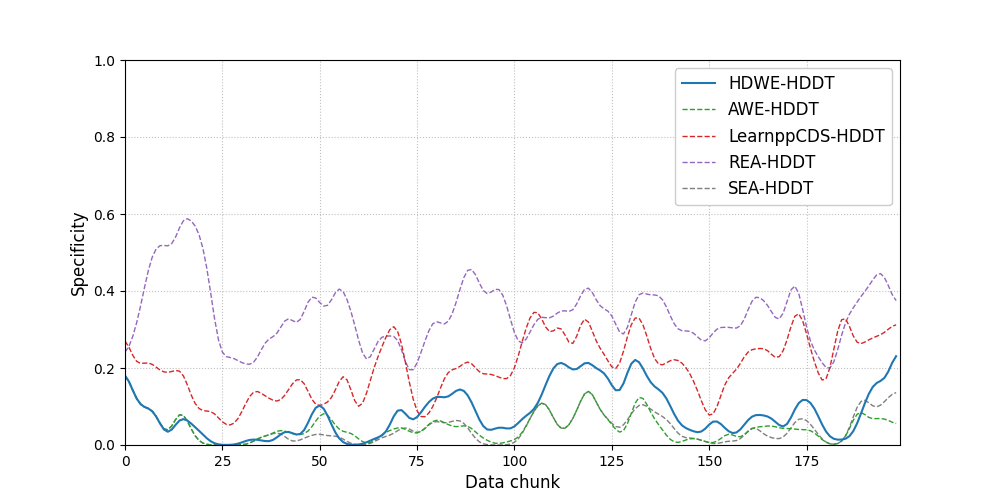 1.0
0.8
0.6
0.4
0.2
0.0
Specificity
0
25
50
75
100
125
150
175
Data chunk
HDWE-HDDT
AWE-HDDT
LearnppCDS-HDDT
REA-HDDT
SEA-HDDT